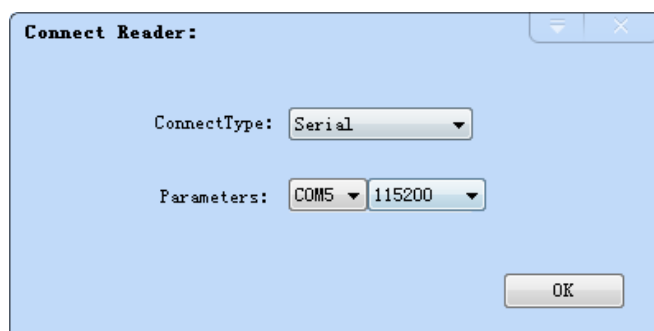 Connect Reader:
ConnectType: Serial
Parameters: COM5 115200
OK